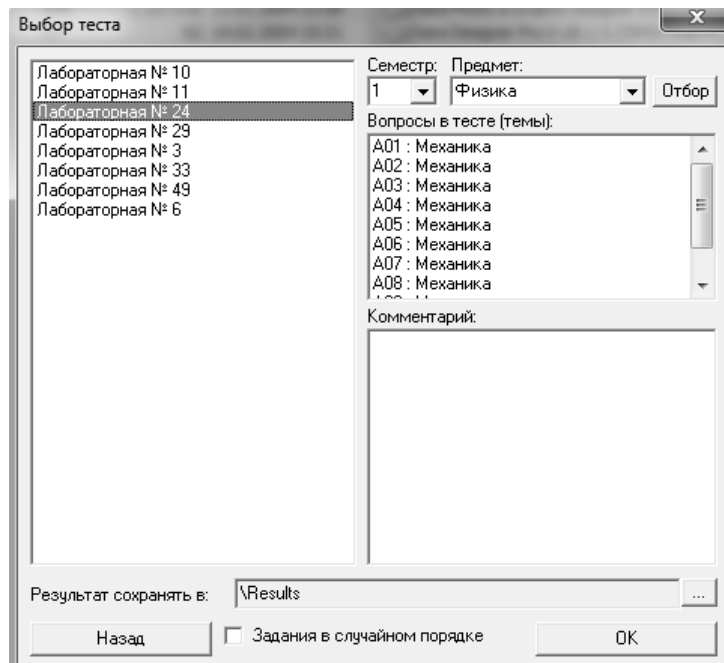 Выбор теста
Лабораторная № 10
Лабораторная № 11
Лабораторная № 24
Лабораторная № 29
Лабораторная № 3
Лабораторная № 33
Лабораторная № 49
Лабораторная № 6
Семестр: Предмет:
1 Физика Отбор
Вопросы в тесте (темы):
A01 : Механика
A02 : Механика
A03 : Механика
A04 : Механика
A05 : Механика
A06 : Механика
A07 : Механика
A08 : Механика
Комментарий:
Результат сохранять в: \Results ...
Назад Задания в случайном порядке OK